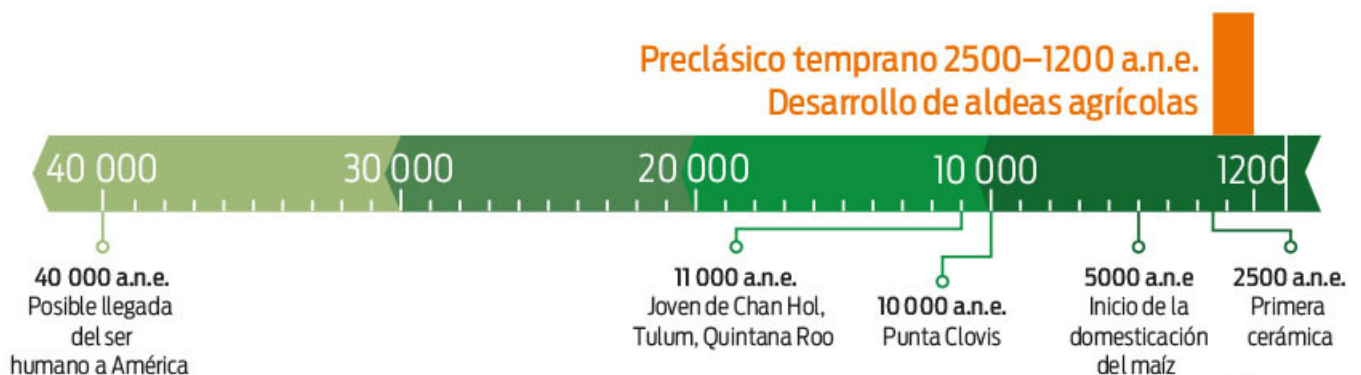 Preclásico temprano 2500–1200 a.n.e.
Desarrollo de aldeas agrícolas
40 000
30 000
20 000
10 000
1200
40 000 a.n.e.
Posible llegada
del ser
humano a América
11 000 a.n.e.
Joven de Chan Hol,
Tulum, Quintana Roo
10 000 a.n.e.
Punta Clovis
5000 a.n.e
Inicio de la
domesticación
del maíz
2500 a.n.e.
Primera
cerámica